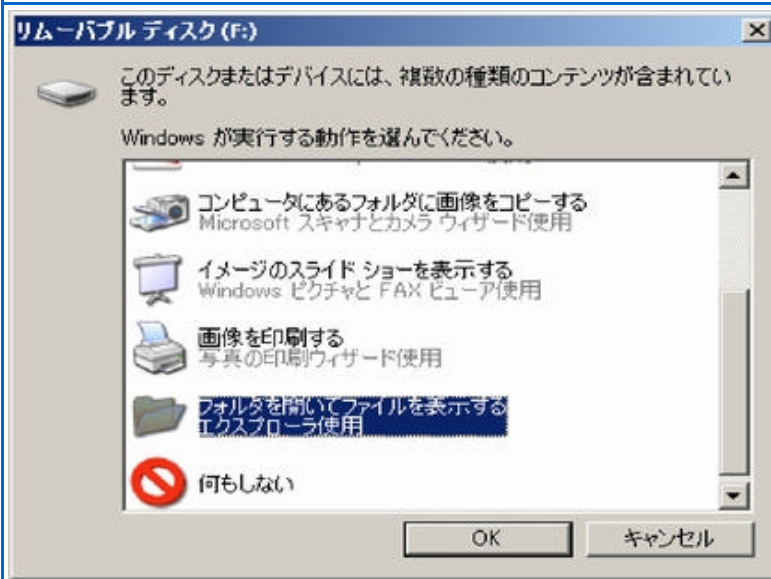 リムーバブル ディスク (F:)
このディスクまたはデバイスには、複数の種類のコンテンツが含まれてい
ます。
Windows が実行する動作を選んでください。
コンピュータにあるフォルダに画像をコピーする
Microsoft スキャナとカメラ ウィザード使用
イメージのスライド ショーを表示する
Windows ピクチャと FAX ビューア使用
画像を印刷する
写真の印刷ウィザード使用
フォルダを開いてファイルを表示する
エクスプローラ使用
何もしない
OK
キャンセル